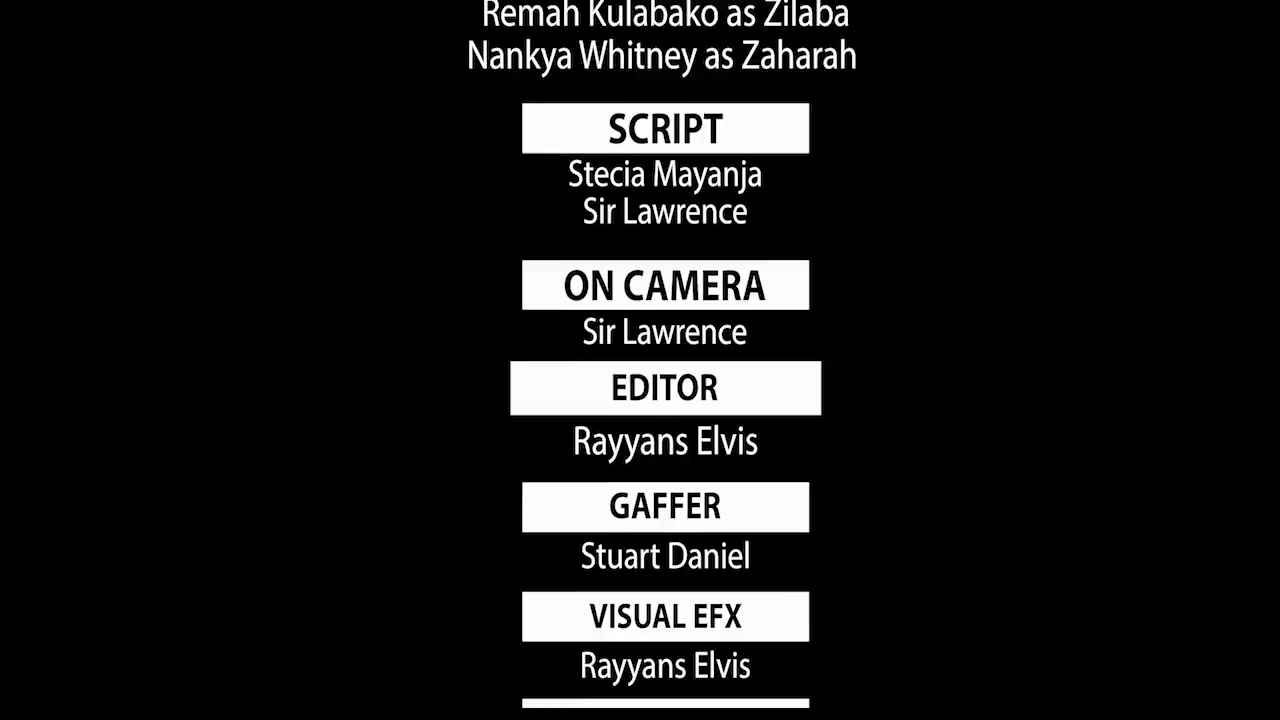 Remah Kulabako as Zilaba
Nankya Whitney as Zaharah
SCRIPT
Stecia Mayanja
Sir Lawrence
ON CAMERA
Sir Lawrence
EDITOR
Rayyans Elvis
GAFFER
Stuart Daniel
VISUAL EFX
Rayyans Elvis